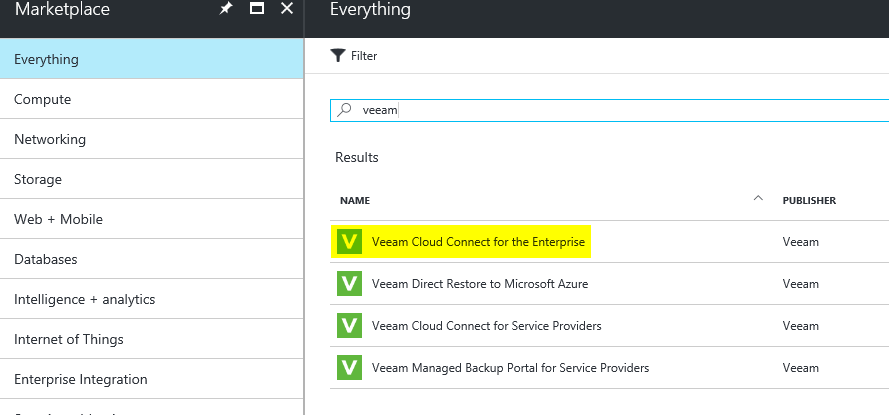 Marketplace
Everything
Compute
Networking
Storage
Web + Mobile
Databases
Intelligence + analytics
Internet of Things
Enterprise Integration
Everything
Filter
veeam
Results
NAME PUBLISHER
Veeam Cloud Connect for the Enterprise Veeam
Veeam Direct Restore to Microsoft Azure Veeam
Veeam Cloud Connect for Service Providers Veeam
Veeam Managed Backup Portal for Service Providers Veeam